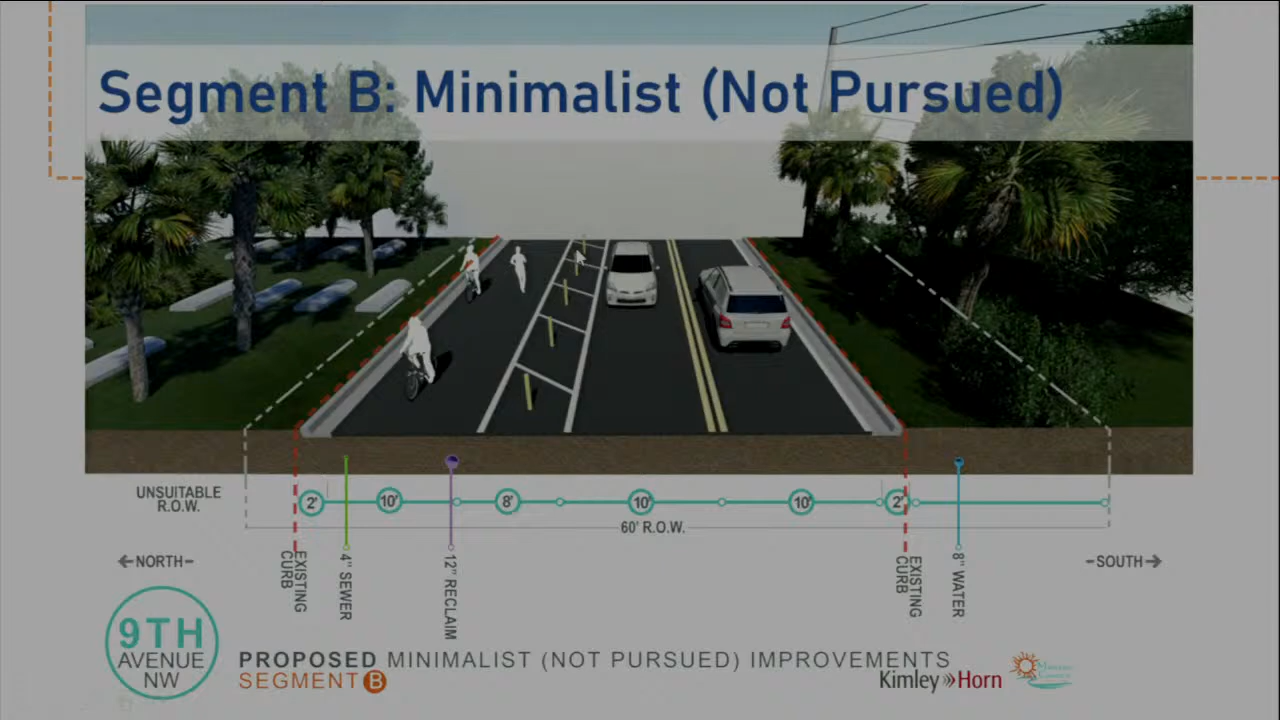 Segment B: Minimalist (Not Pursued)
UNSUITABLE
R.O.W.
2' 10' 8' 10' 10' 2'
60' R.O.W.
NORTH
SOUTH
EXISTING
CURB
4" SEWER
12" RECLAIM
EXISTING
CURB
8" WATER
9TH
AVENUE
NW
PROPOSED MINIMALIST (NOT PURSUED) IMPROVEMENTS
SEGMENT B
Kimley»Horn